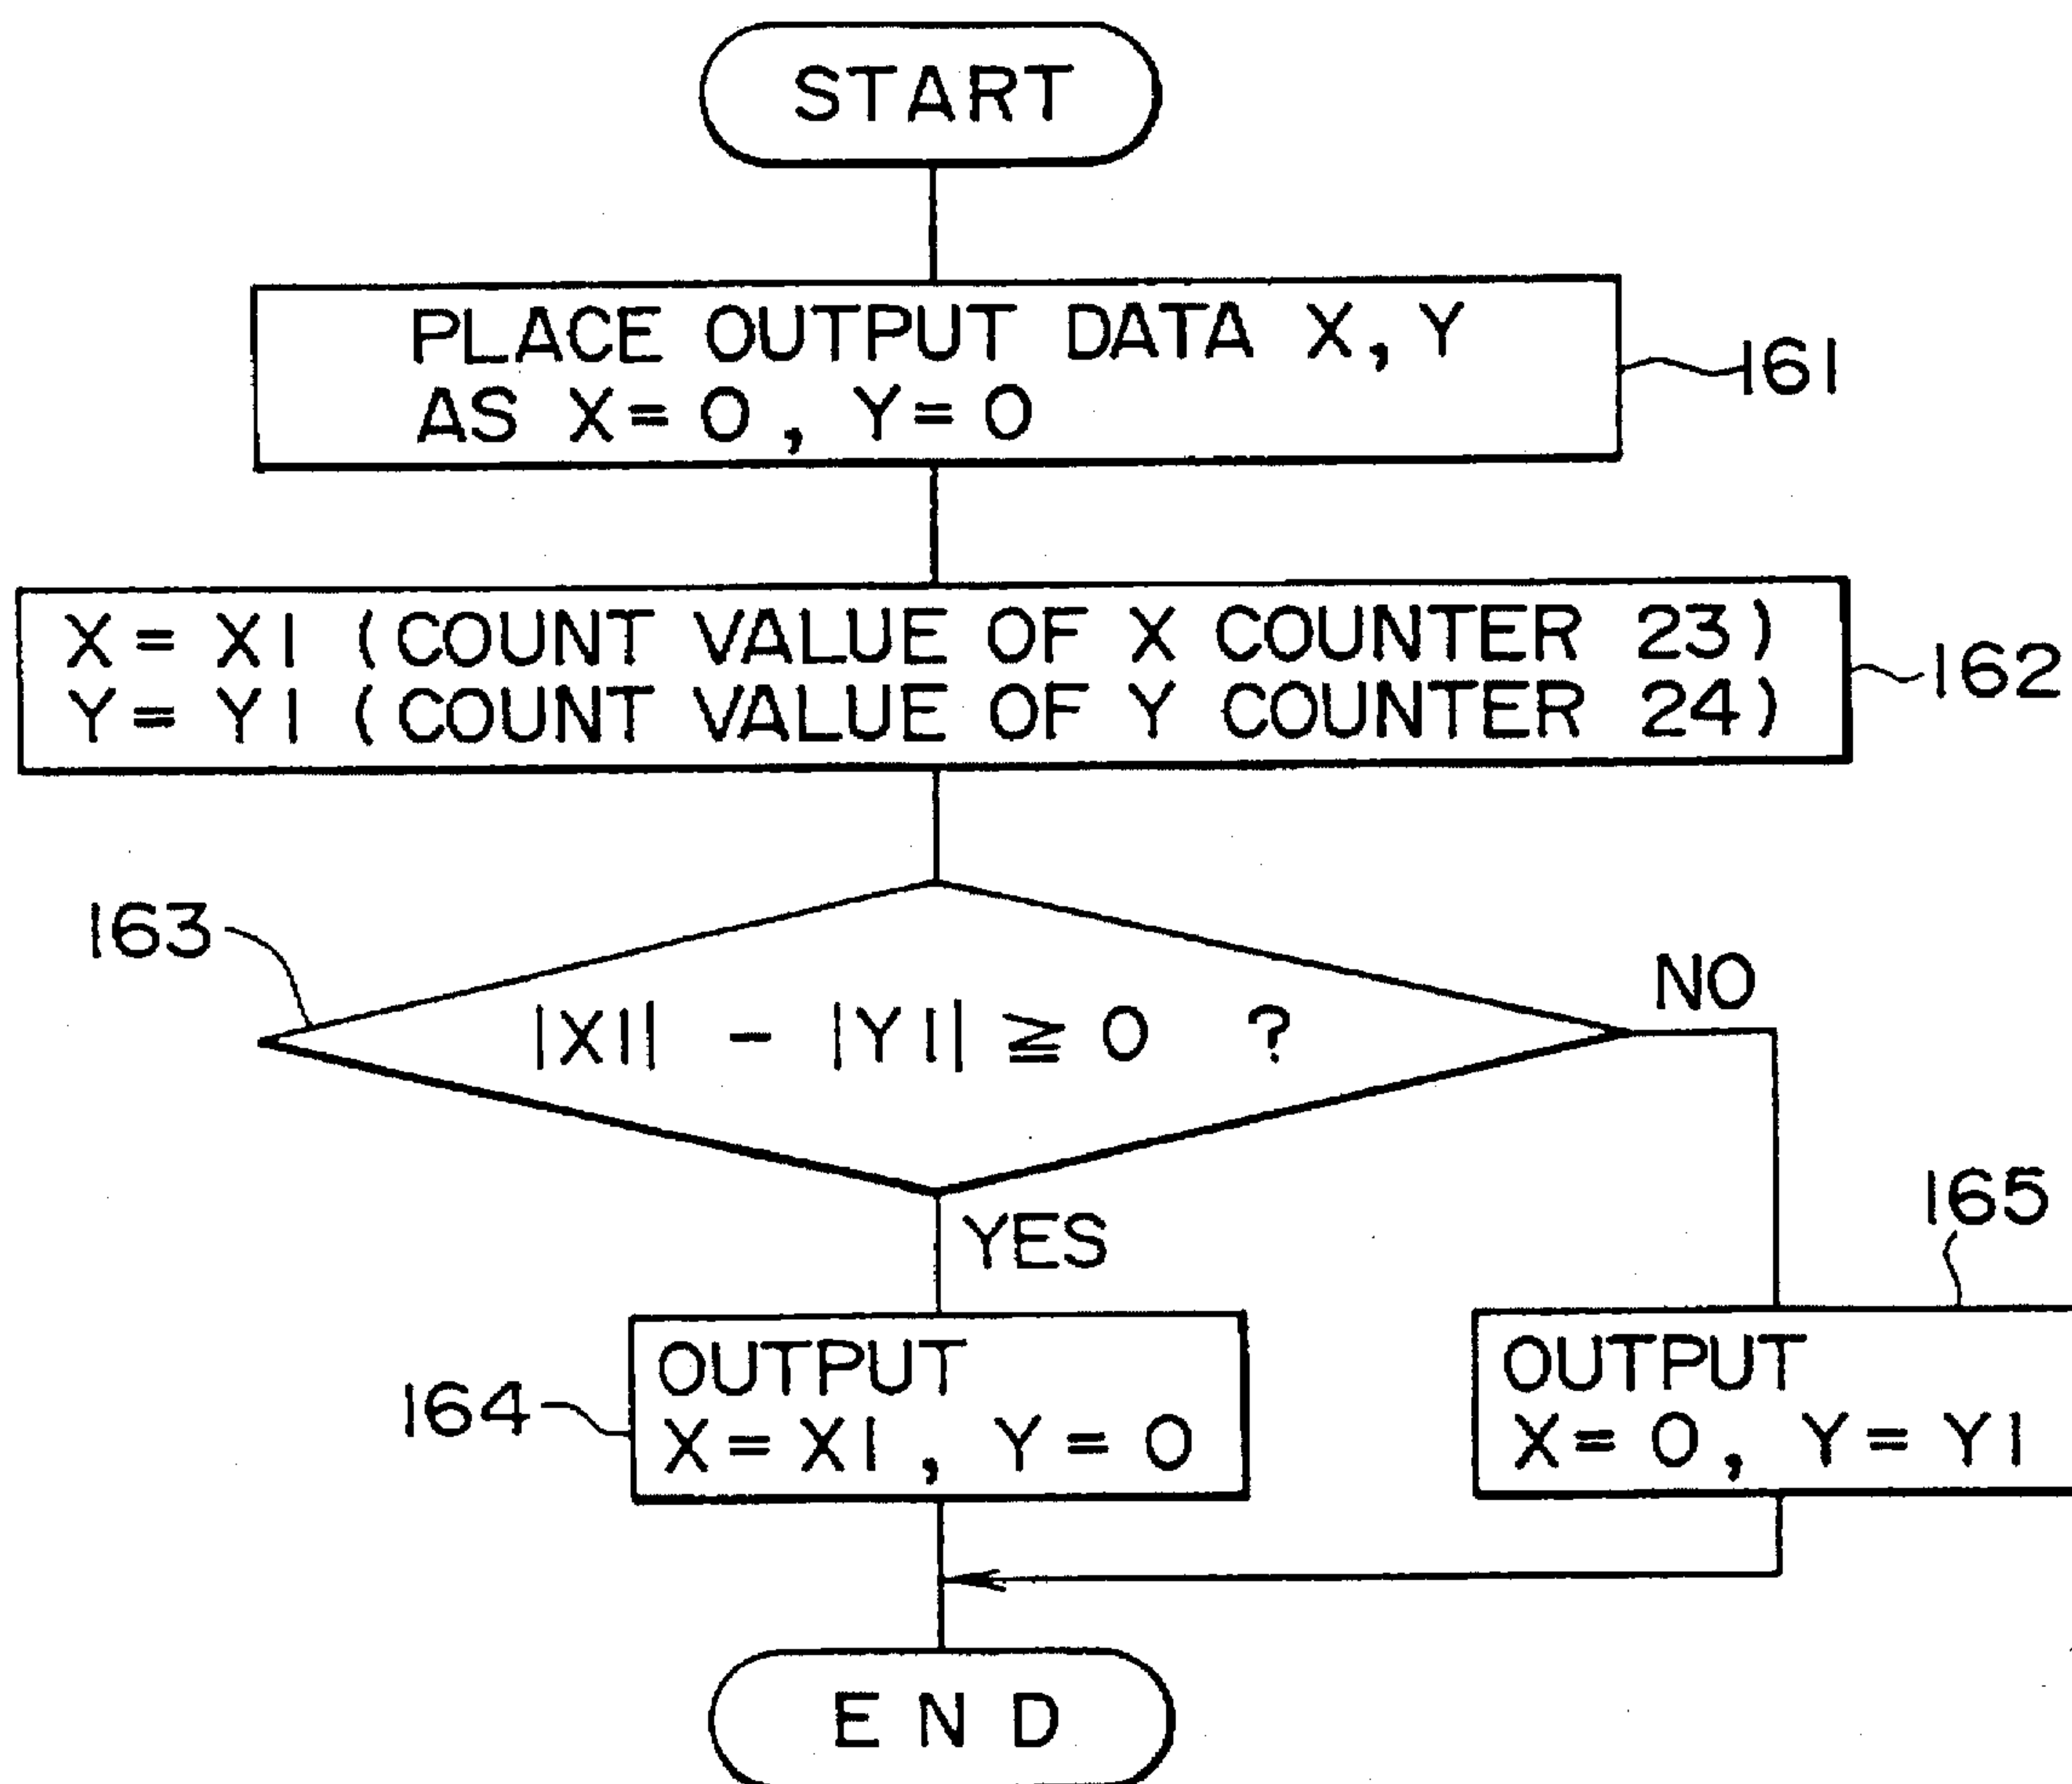 START
PLACE OUTPUT DATA X, Y
AS X=0, Y=0
161
X= X1 (COUNT VALUE OF X COUNTER 23)
Y= Y1 (COUNT VALUE OF Y COUNTER 24)
162
163
|X1| - |Y1| ≧ 0 ?
NO
YES
165
164
OUTPUT
X= X1, Y= 0
OUTPUT
X= 0, Y= Y1
END